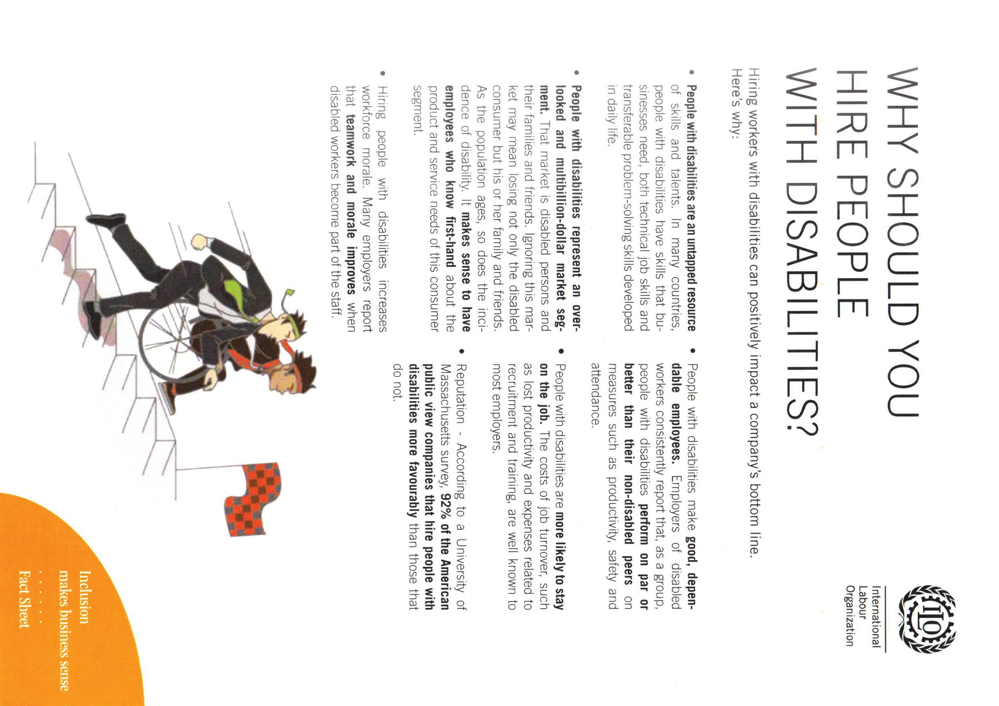 WHY SHOULD YOU
HIRE PEOPLE
WITH DISABILITIES?
ILO
International
Labour
Organization
Hiring workers with disabilities can positively impact a company's bottom line.
Here's why:
• People with disabilities are an untapped resource
of skills and talents. In many countries,
people with disabilities have skills that bu-
sinesses need, both technical job skills and
transferable problem-solving skills developed
in daily life.
• People with disabilities represent an over-
looked and multibillion-dollar market seg-
ment. That market is disabled persons and
their families and friends. Ignoring this mar-
ket may mean losing not only the disabled
consumer but his or her family and friends.
As the population ages, so does the inci-
dence of disability. It makes sense to have
employees who know first-hand about the
product and service needs of this consumer
segment.
• Hiring people with disabilities increases
workforce morale. Many employers report
that teamwork and morale improves when
disabled workers become part of the staff.
• People with disabilities make good, depen-
dable employees. Employers of disabled
workers consistently report that, as a group,
people with disabilities perform on par or
better than their non-disabled peers on
measures such as productivity, safety and
attendance.
• People with disabilities are more likely to stay
on the job. The costs of job turnover, such
as lost productivity and expenses related to
recruitment and training, are well known to
most employers.
• Reputation - According to a University of
Massachusetts survey, 92% of the American
public view companies that hire people with
disabilities more favourably than those that
do not.
Inclusion
makes business sense
. . . . . . .
Fact Sheet